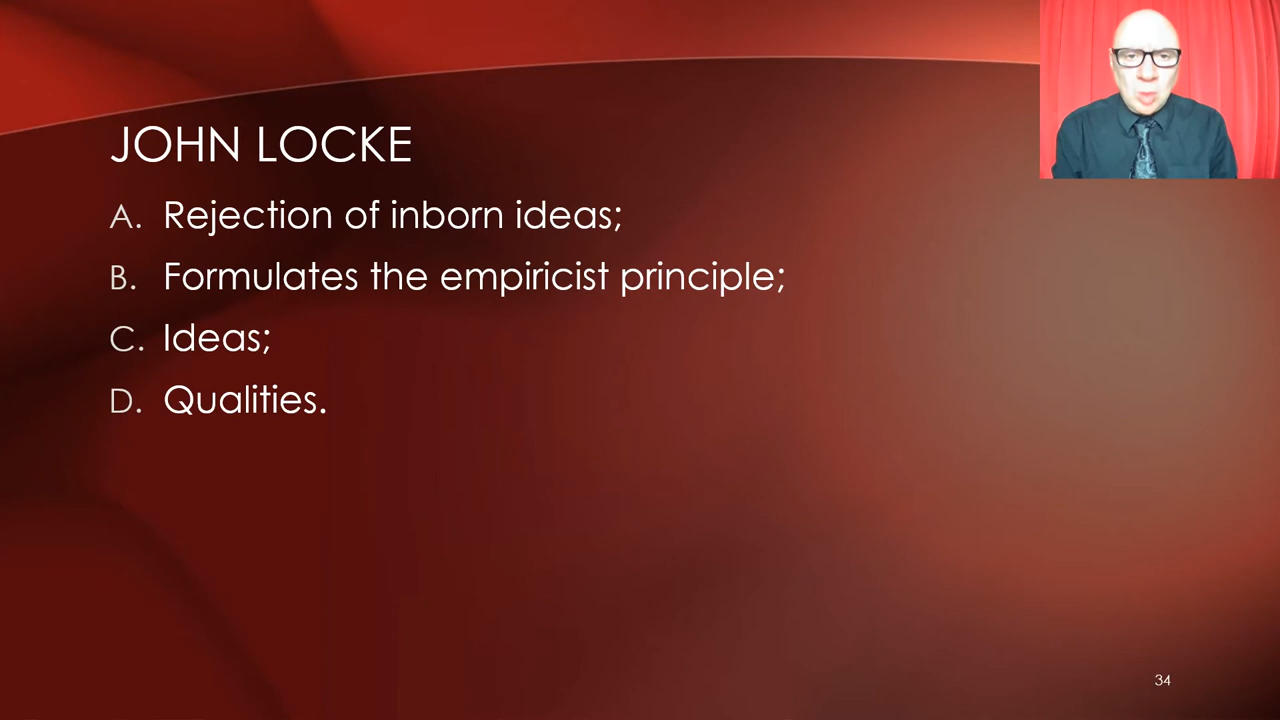 JOHN LOCKE
A. Rejection of inborn ideas;
B. Formulates the empiricist principle;
C. Ideas;
D. Qualities.
34